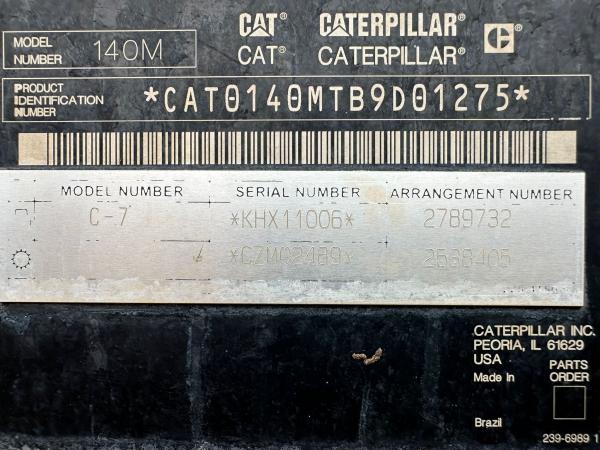 CAT® CATERPILLAR® C
MODEL NUMBER 140M CAT® CATERPILLAR®
PRODUCT IDENTIFICATION NUMBER *CAT0140MTB9D01275*
MODEL NUMBER SERIAL NUMBER ARRANGEMENT NUMBER
C-7 *KHX11006* 2789732
CATERPILLAR INC.
PEORIA, IL 61629
USA
Made In PARTS ORDER
Brazil
239-6989 1